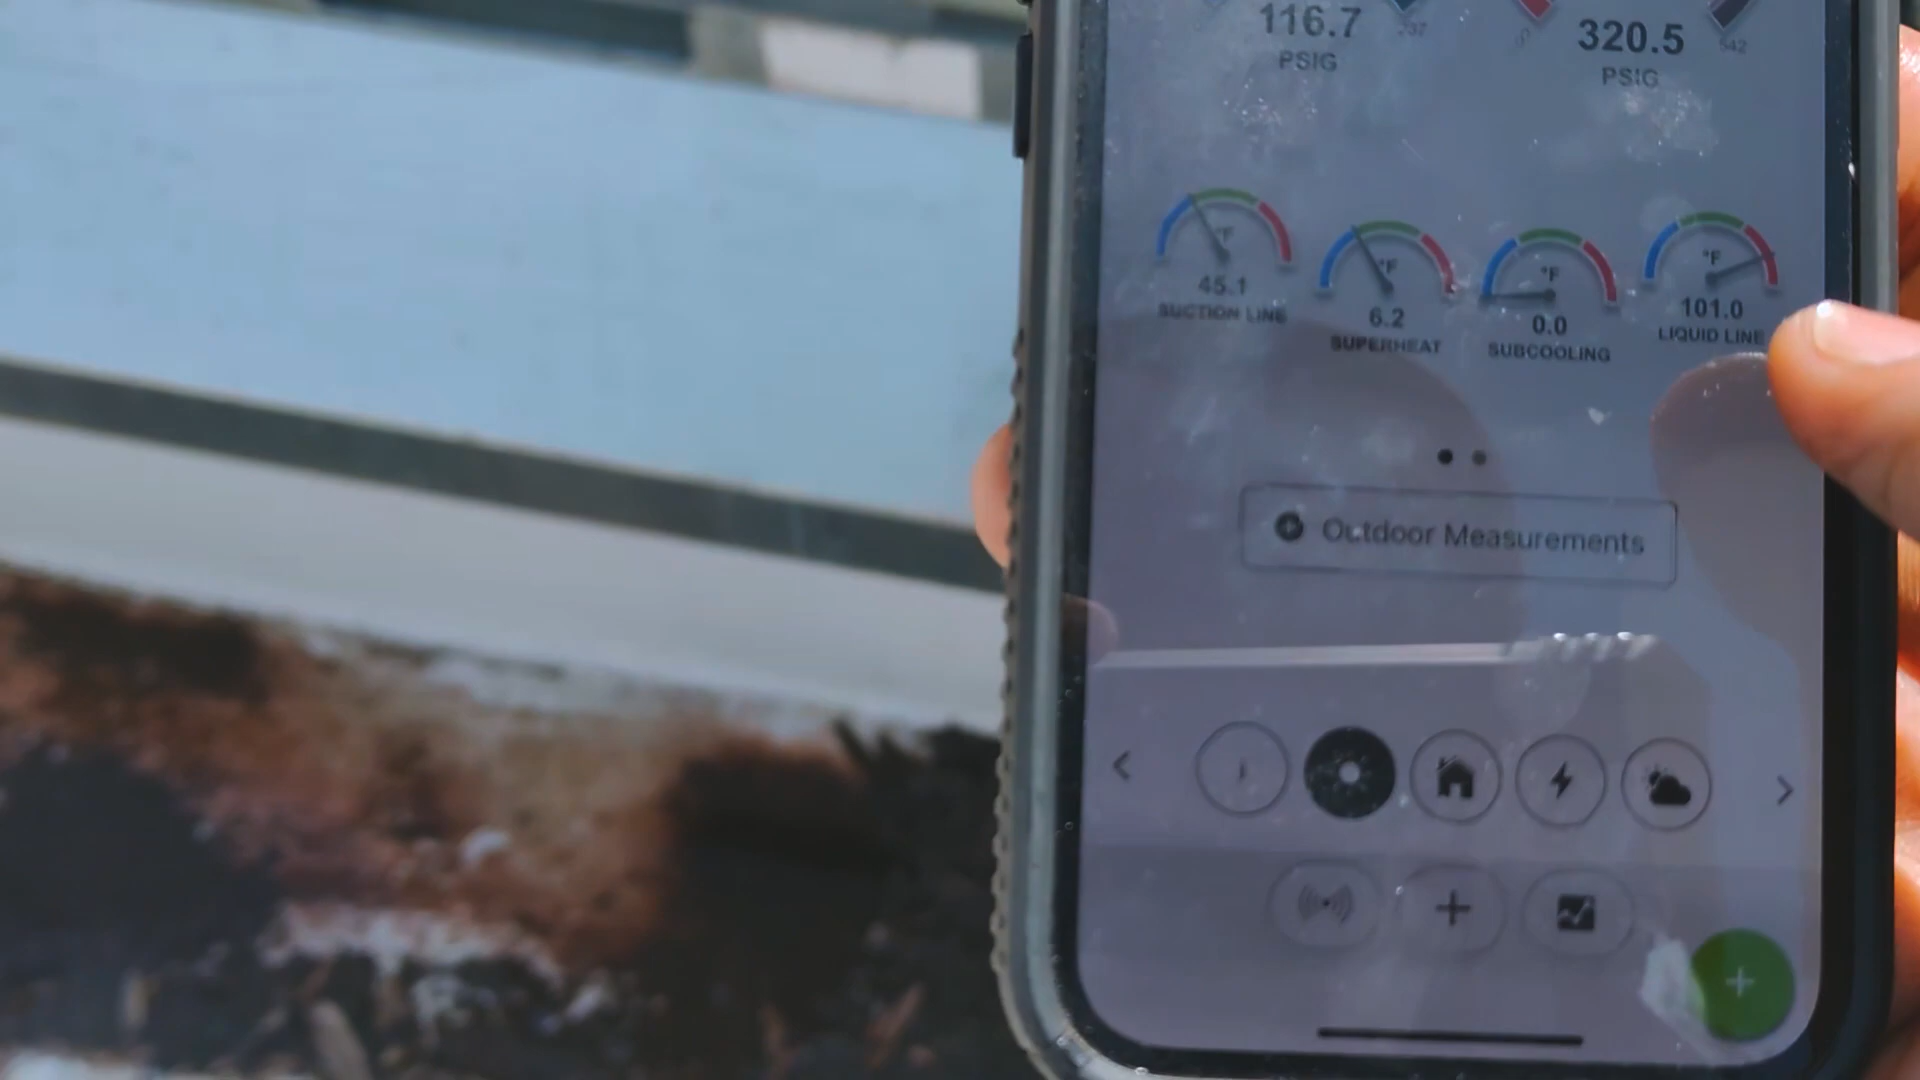 116.7
PSIG
320.5
PSIG
542
°F
45.1
SUCTION LINE
°F
6.2
SUPERHEAT
°F
0.0
SUBCOOLING
°F
101.0
LIQUID LINE
Outdoor Measurements